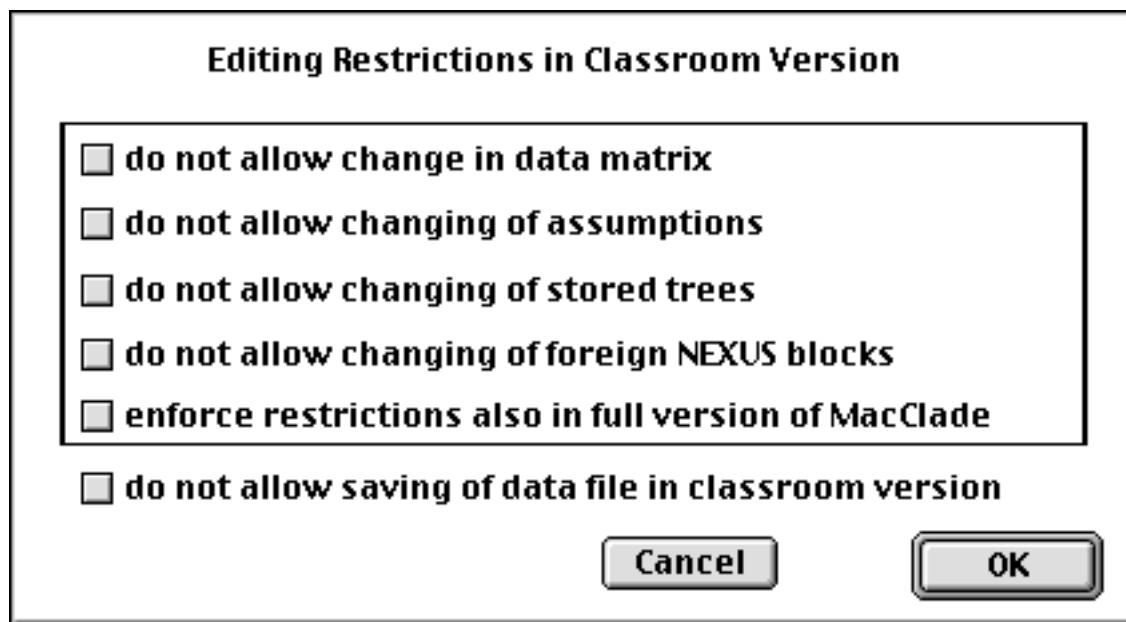 Editing Restrictions in Classroom Version
do not allow change in data matrix
do not allow changing of assumptions
do not allow changing of stored trees
do not allow changing of foreign NEXUS blocks
enforce restrictions also in full version of MacClade
do not allow saving of data file in classroom version
Cancel
OK